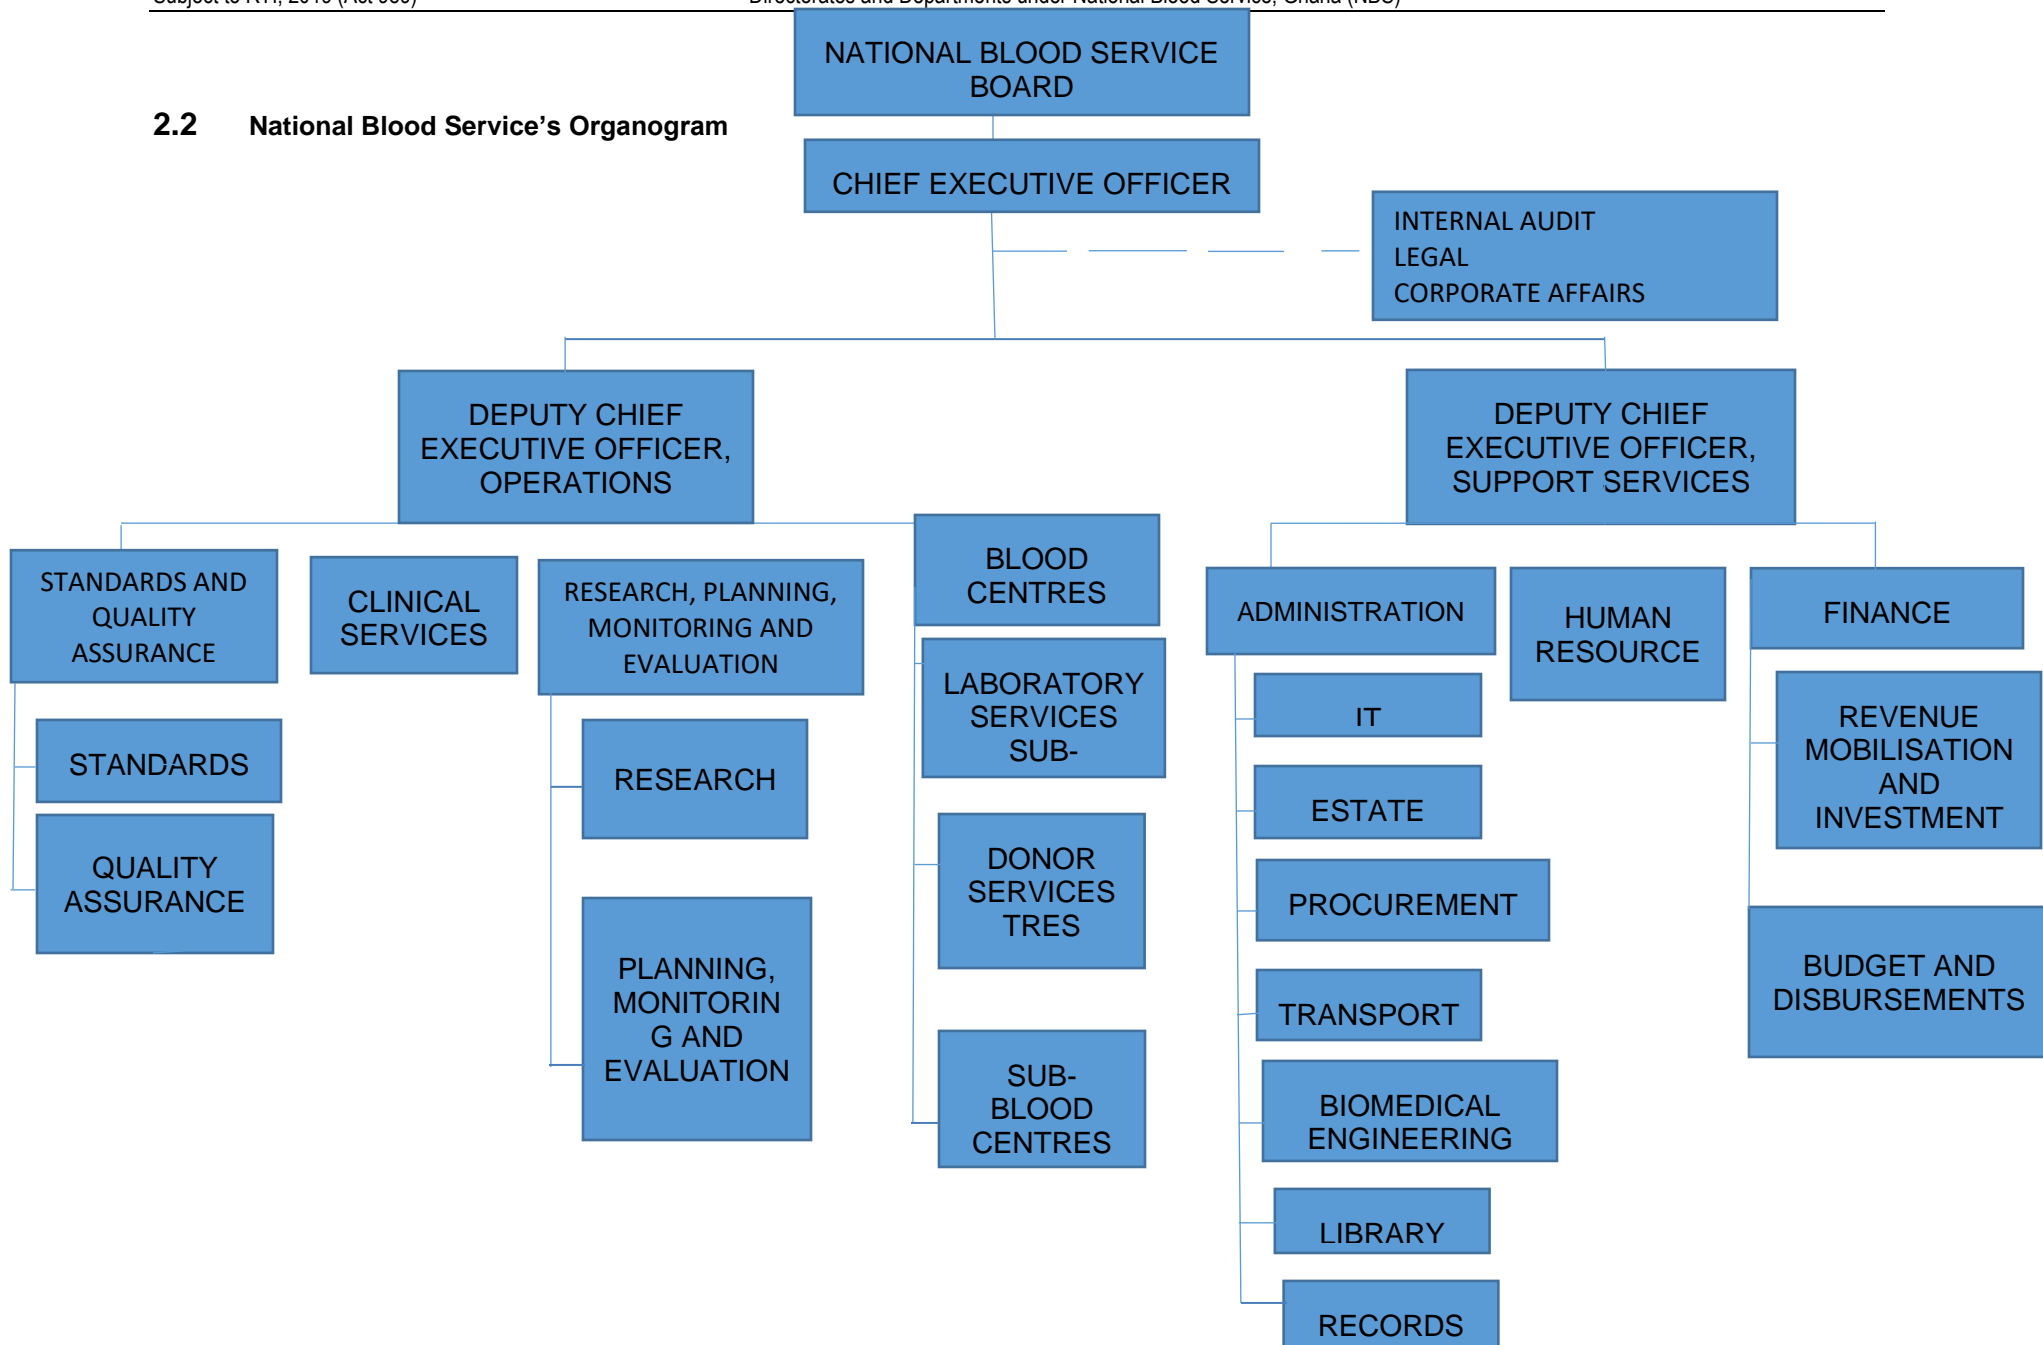 NATIONAL BLOOD SERVICE
BOARD
2.2 National Blood Service's Organogram
CHIEF EXECUTIVE OFFICER
INTERNAL AUDIT
LEGAL
CORPORATE AFFAIRS
DEPUTY CHIEF
EXECUTIVE OFFICER,
OPERATIONS
DEPUTY CHIEF
EXECUTIVE OFFICER,
SUPPORT SERVICES
STANDARDS AND
QUALITY
ASSURANCE
CLINICAL
SERVICES
RESEARCH, PLANNING,
MONITORING AND
EVALUATION
BLOOD
CENTRES
ADMINISTRATION
HUMAN
RESOURCE
FINANCE
STANDARDS
QUALITY
ASSURANCE
RESEARCH
PLANNING,
MONITORIN
G AND
EVALUATION
LABORATORY
SERVICES
SUB-
DONOR
SERVICES
TRES
SUB-
BLOOD
CENTRES
IT
ESTATE
PROCUREMENT
TRANSPORT
BIOMEDICAL
ENGINEERING
LIBRARY
RECORDS
REVENUE
MOBILISATION
AND
INVESTMENT
BUDGET AND
DISBURSEMENTS